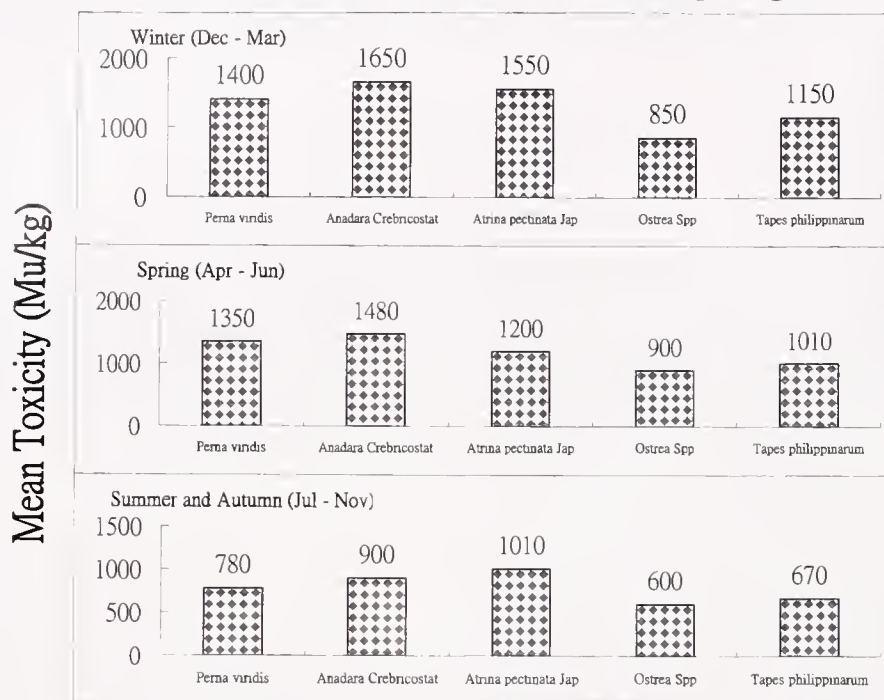 Mean Toxicity (Mu/kg)
Winter (Dec - Mar)
2000
1000
0
1400
1650
1550
850
1150
Perna viridis
Anadara Crebricostat
Atrina pectinata Jap
Ostrea Spp
Tapes philippinarum
Spring (Apr - Jun)
2000
1000
0
1350
1480
1200
900
1010
Perna viridis
Anadara Crebricostat
Atrina pectinata Jap
Ostrea Spp
Tapes philippinarum
Summer and Autumn (Jul - Nov)
1500
1000
500
0
780
900
1010
600
670
Perna viridis
Anadara Crebricostat
Atrina pectinata Jap
Ostrea Spp
Tapes philippinarum